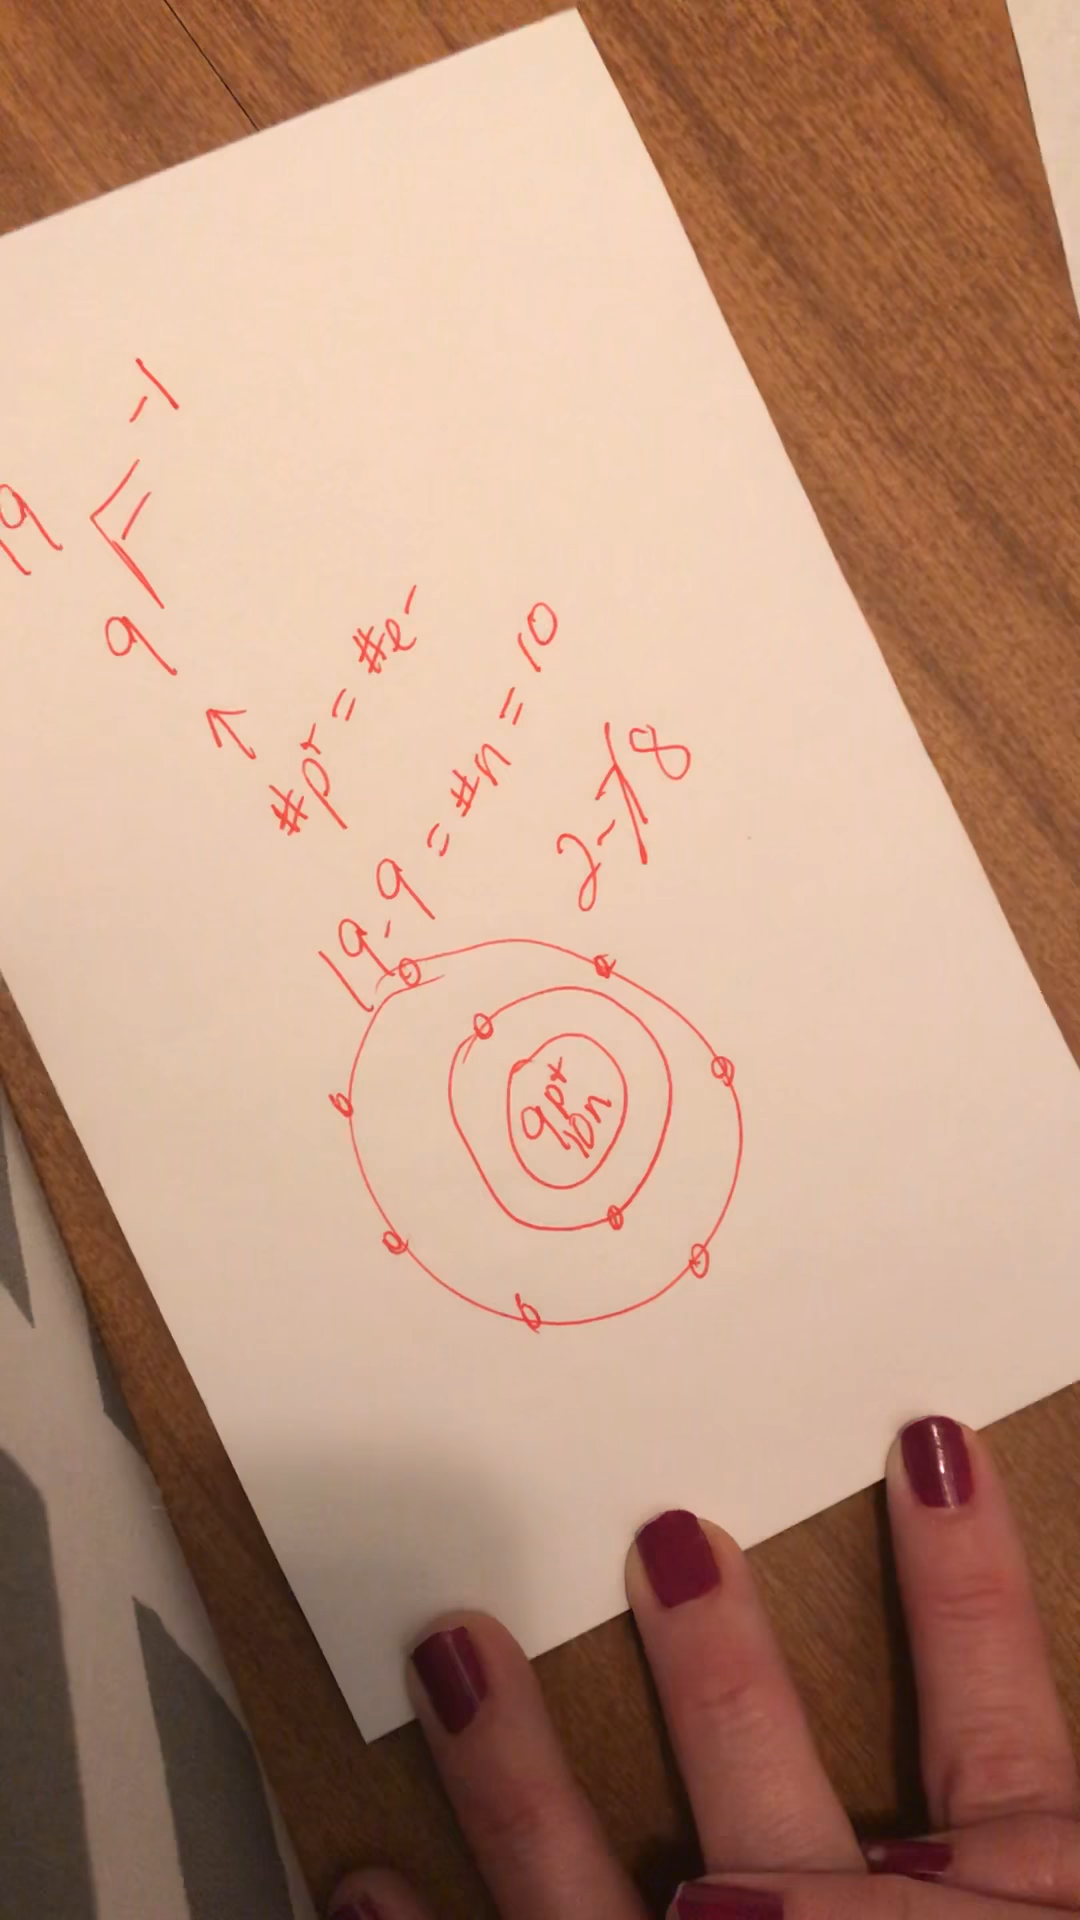 19 F -1
9
↑
#p+ = #e-
19-9 = #n = 10
2-7 8
9p+
10n